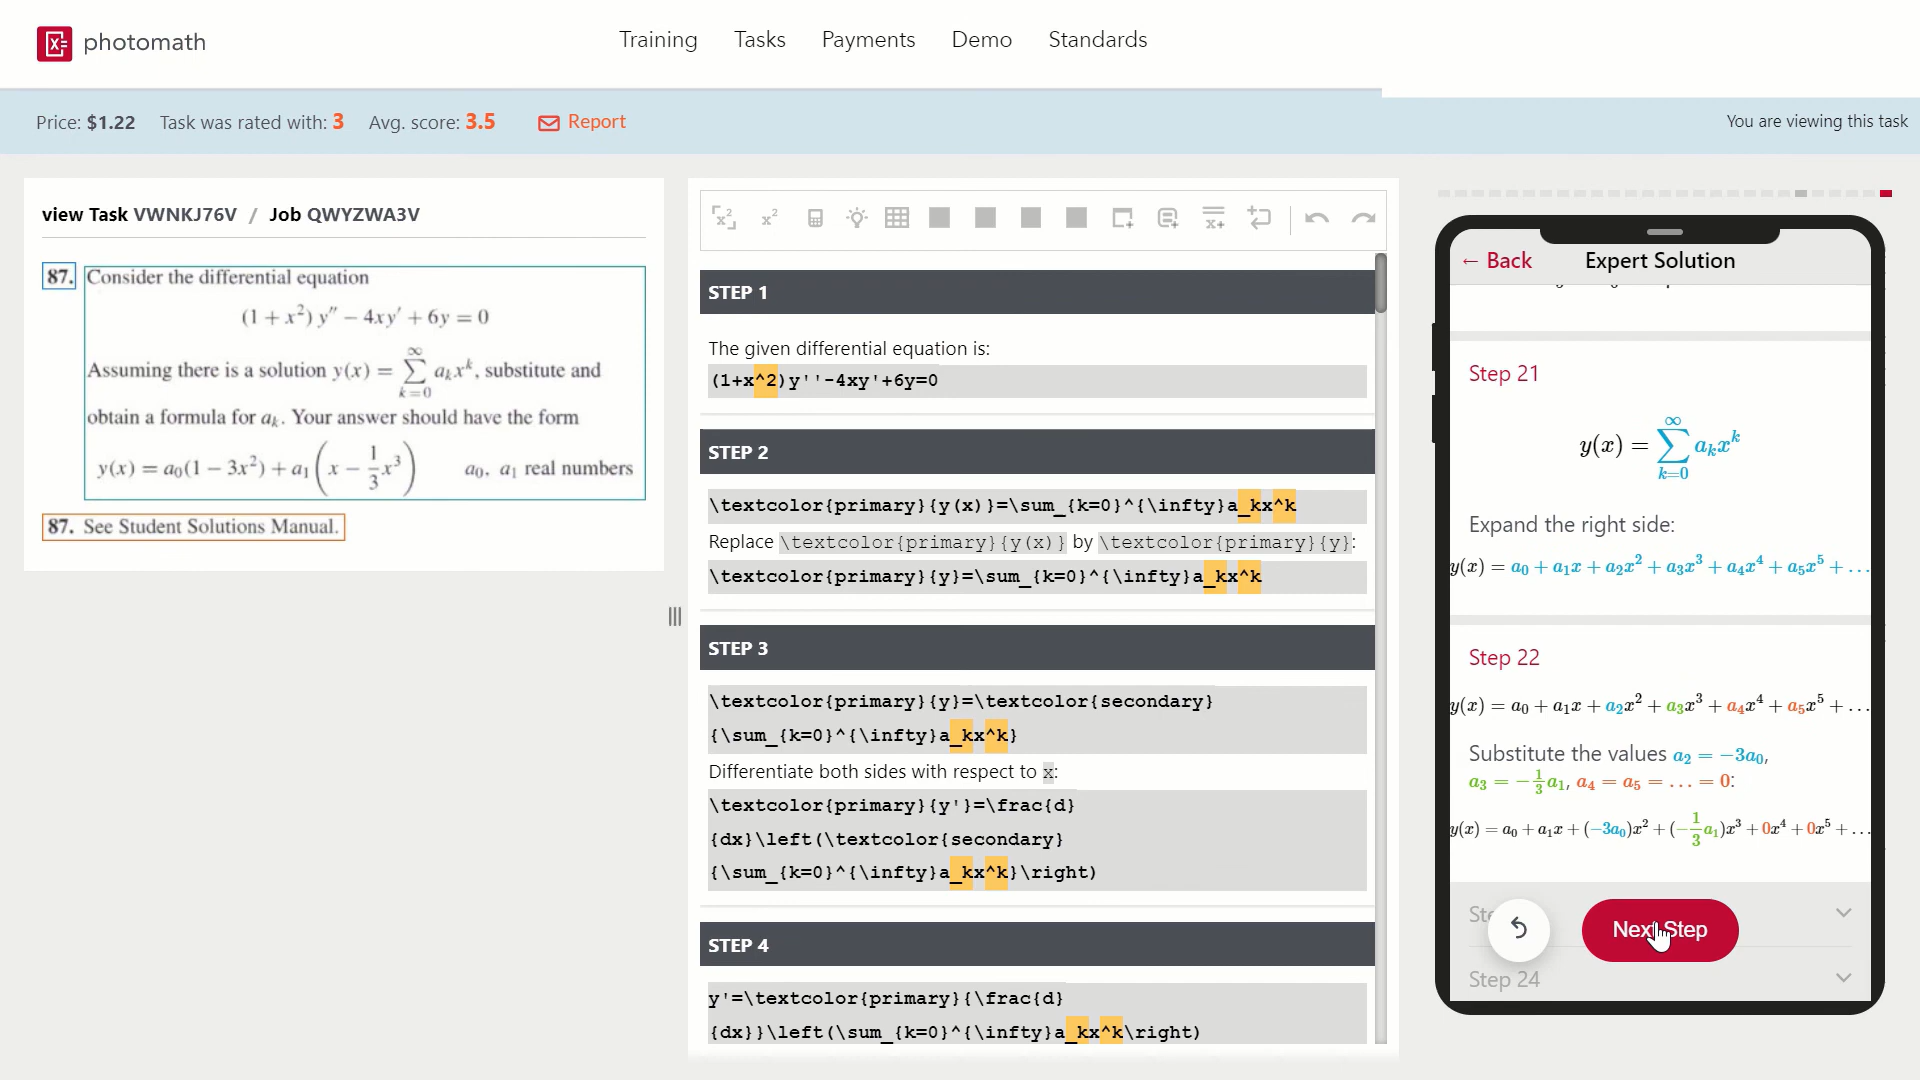 photomath
Training Tasks Payments Demo Standards
Price: $1.22 Task was rated with: 3 Avg. score: 3.5 Report
You are viewing this task
view Task VWNKJ76V / Job QWYZWA3V
87. Consider the differential equation
(1 + x²) y″ − 4xy′ + 6y = 0
Assuming there is a solution y(x) = ∑_{k=0}^{∞} aₖxᵏ, substitute and
obtain a formula for aₖ. Your answer should have the form
y(x) = a₀(1 − 3x²) + a₁(x − 1/3 x³) a₀, a₁ real numbers
87. See Student Solutions Manual.
STEP 1
The given differential equation is:
(1+x^2)y''-4xy'+6y=0
STEP 2
\textcolor{primary}{y(x)}=\sum_{k=0}^{\infty}a_kx^k
Replace \textcolor{primary}{y(x)} by \textcolor{primary}{y}:
\textcolor{primary}{y}=\sum_{k=0}^{\infty}a_kx^k
STEP 3
\textcolor{primary}{y}=\textcolor{secondary}
{\sum_{k=0}^{\infty}a_kx^k}
Differentiate both sides with respect to x:
\textcolor{primary}{y'}=\frac{d}
{dx}\left(\textcolor{secondary}
{\sum_{k=0}^{\infty}a_kx^k}\right)
STEP 4
y'=\textcolor{primary}{\frac{d}
{dx}}\left(\sum_{k=0}^{\infty}a_kx^k\right)
← Back Expert Solution
Step 21
y(x) = ∑_{k=0}^{∞} aₖxᵏ
Expand the right side:
y(x) = a₀ + a₁x + a₂x² + a₃x³ + a₄x⁴ + a₅x⁵ + ...
Step 22
y(x) = a₀ + a₁x + a₂x² + a₃x³ + a₄x⁴ + a₅x⁵ + ...
Substitute the values a₂ = −3a₀,
a₃ = −1/3 a₁, a₄ = a₅ = ... = 0:
y(x) = a₀ + a₁x + (−3a₀)x² + (−1/3 a₁)x³ + 0x⁴ + 0x⁵ + ...
Next Step
Step 24